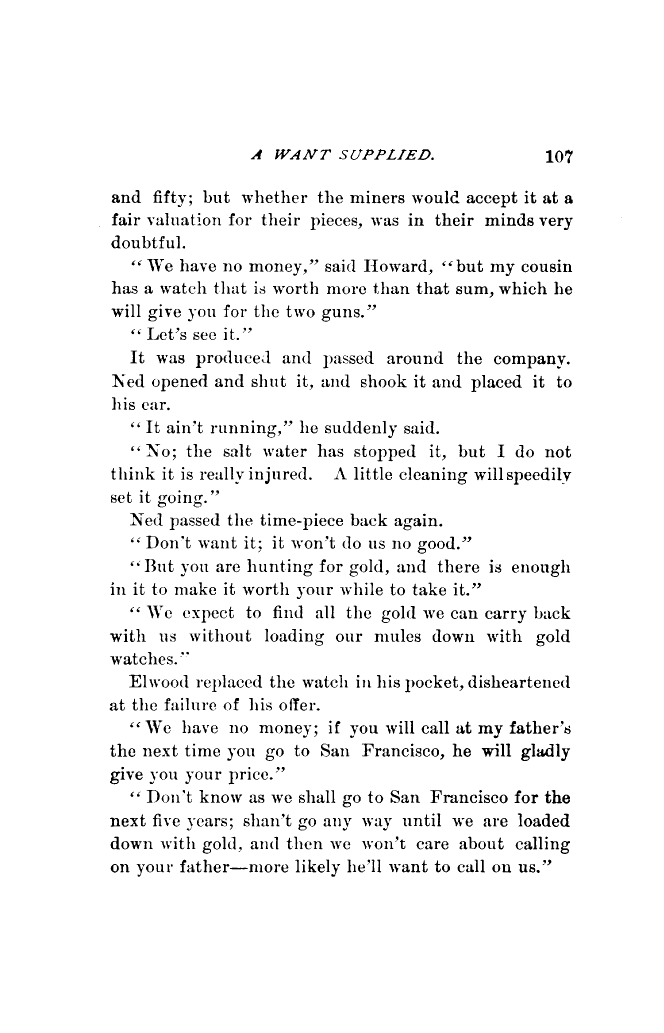 A WANT SUPPLIED. 107
and fifty; but whether the miners would accept it at a
fair valuation for their pieces, was in their minds very
doubtful.
“We have no money,” said Howard, “but my cousin
has a watch that is worth more than that sum, which he
will give you for the two guns.”
“Let’s see it.”
It was produced and passed around the company.
Ned opened and shut it, and shook it and placed it to
his ear.
“It ain’t running,” he suddenly said.
“No; the salt water has stopped it, but I do not
think it is really injured. A little cleaning will speedily
set it going.”
Ned passed the time-piece back again.
“Don’t want it; it won’t do us no good.”
“But you are hunting for gold, and there is enough
in it to make it worth your while to take it.”
“We expect to find all the gold we can carry back
with us without loading our mules down with gold
watches.”
Elwood replaced the watch in his pocket, disheartened
at the failure of his offer.
“We have no money; if you will call at my father’s
the next time you go to San Francisco, he will gladly
give you your price.”
“Don’t know as we shall go to San Francisco for the
next five years; shan’t go any way until we are loaded
down with gold, and then we won’t care about calling
on your father—more likely he’ll want to call on us.”